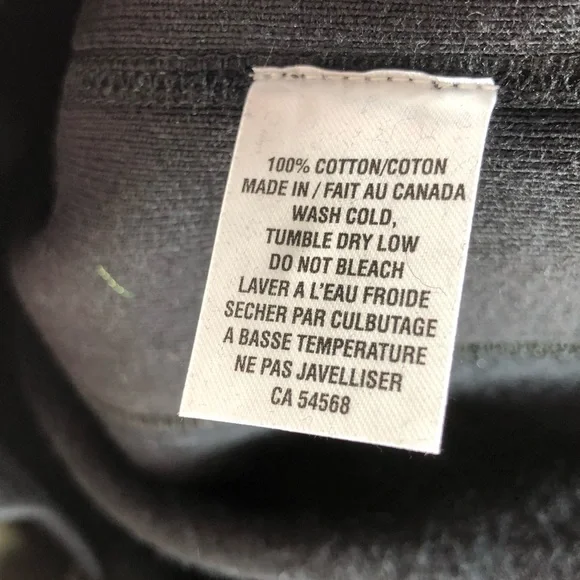 100% COTTON/COTON
MADE IN / FAIT AU CANADA
WASH COLD,
TUMBLE DRY LOW
DO NOT BLEACH
LAVER A L'EAU FROIDE
SECHER PAR CULBUTAGE
A BASSE TEMPERATURE
NE PAS JAVELLISER
CA 54568